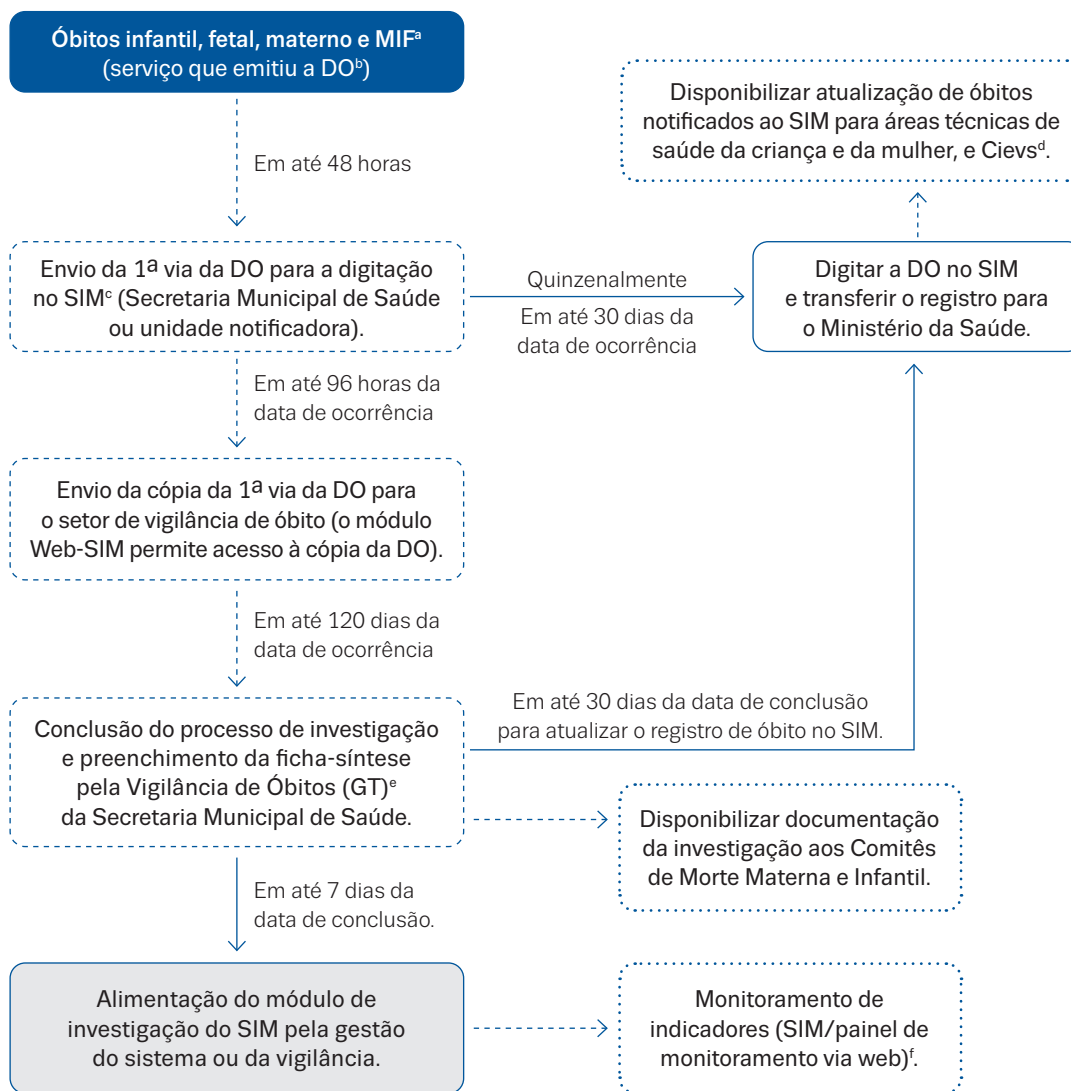 Óbitos infantil, fetal, materno e MIFᵃ
(serviço que emitiu a DOᵇ)
Em até 48 horas
Envio da 1ª via da DO para a digitação
no SIMᶜ (Secretaria Municipal de Saúde
ou unidade notificadora).
Quinzenalmente
Em até 30 dias da
data de ocorrência
Digitar a DO no SIM
e transferir o registro para
o Ministério da Saúde.
Disponibilizar atualização de óbitos
notificados ao SIM para áreas técnicas de
saúde da criança e da mulher, e Cievsᵈ.
Em até 96 horas da
data de ocorrência
Envio da cópia da 1ª via da DO para
o setor de vigilância de óbito (o módulo
Web-SIM permite acesso à cópia da DO).
Em até 120 dias da
data de ocorrência
Conclusão do processo de investigação
e preenchimento da ficha-síntese
pela Vigilância de Óbitos (GT)ᵉ
da Secretaria Municipal de Saúde.
Em até 30 dias da data de conclusão
para atualizar o registro de óbito no SIM.
Disponibilizar documentação
da investigação aos Comitês
de Morte Materna e Infantil.
Em até 7 dias da
data de conclusão.
Alimentação do módulo de
investigação do SIM pela gestão
do sistema ou da vigilância.
Monitoramento de
indicadores (SIM/painel de
monitoramento via web)ᶠ.